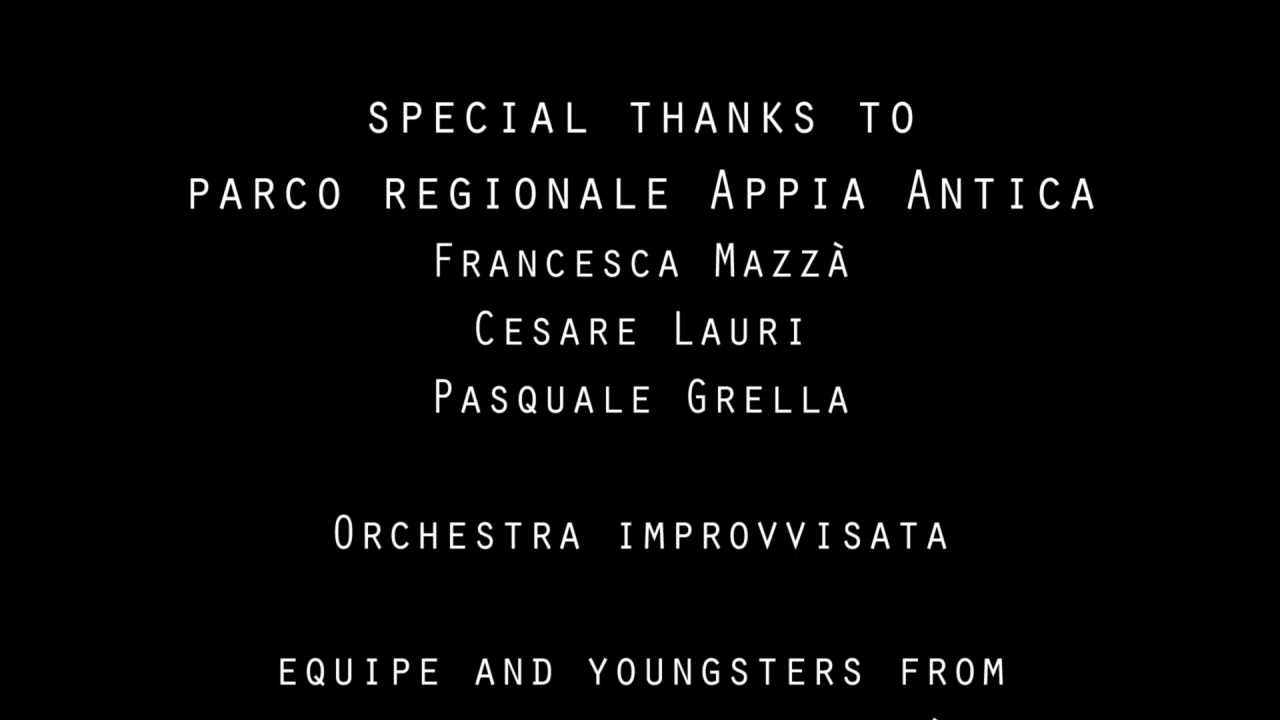 SPECIAL THANKS TO
PARCO REGIONALE APPIA ANTICA
FRANCESCA MAZZÀ
CESARE LAURI
PASQUALE GRELLA
ORCHESTRA IMPROVVISATA
EQUIPE AND YOUNGSTERS FROM